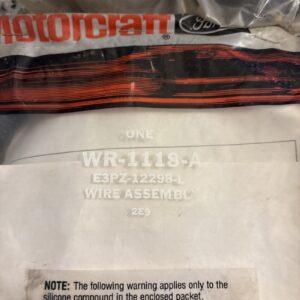 Motorcraft®
Ford
ONE
WR-1118-A
E3PZ-12298-
WIRE ASSEMBLY
2E9
NOTE: The following warning applies only to the
silicone compound in the enclosed packet.